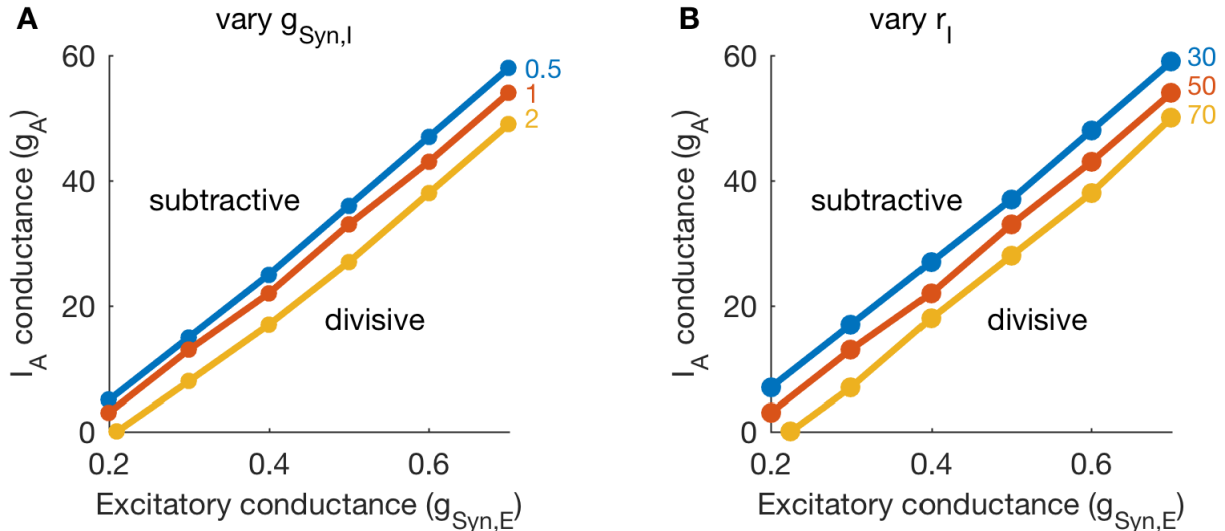 A
vary g_Syn,I
60
40
20
0
0.2
0.4
0.6
I_A conductance (g_A)
Excitatory conductance (g_Syn,E)
subtractive
divisive
0.5
1
2
B
vary r_I
60
40
20
0
0.2
0.4
0.6
I_A conductance (g_A)
Excitatory conductance (g_Syn,E)
subtractive
divisive
30
50
70